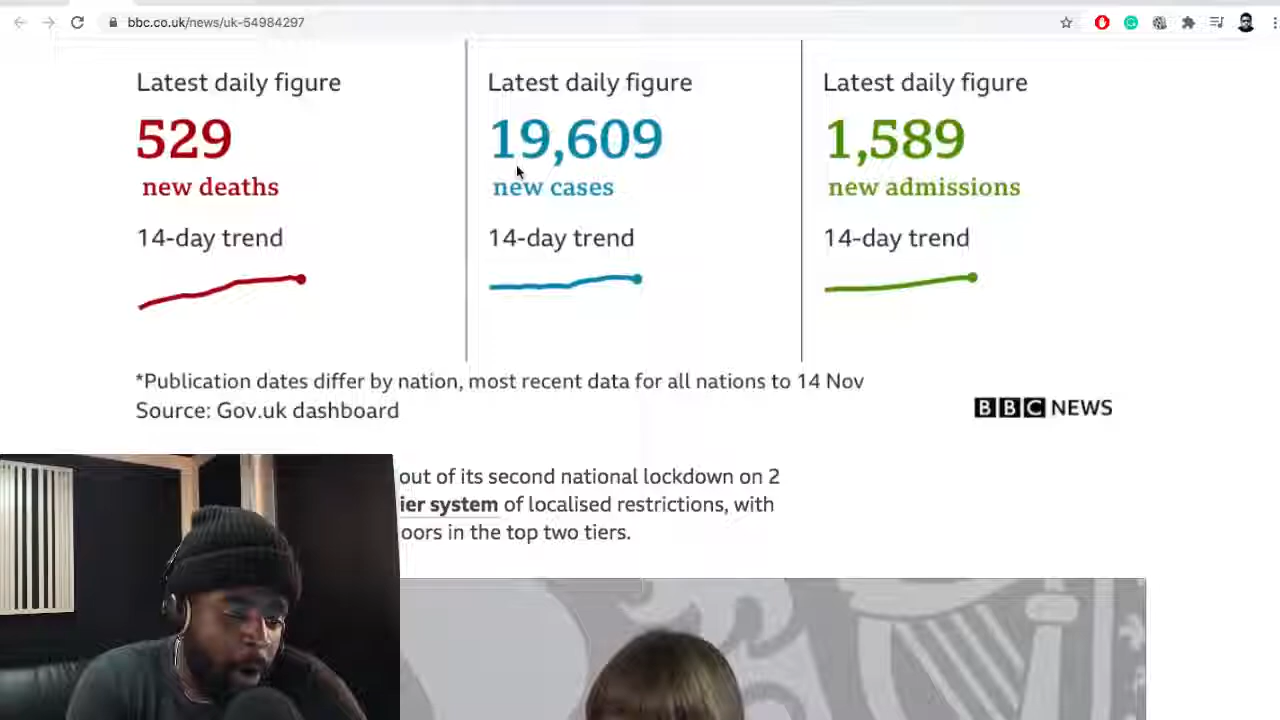 bbc.co.uk/news/uk-54984297
Latest daily figure
529
new deaths
14-day trend
Latest daily figure
19,609
new cases
14-day trend
Latest daily figure
1,589
new admissions
14-day trend
*Publication dates differ by nation, most recent data for all nations to 14 Nov
Source: Gov.uk dashboard
BBC NEWS
out of its second national lockdown on 2
ier system of localised restrictions, with
oors in the top two tiers.